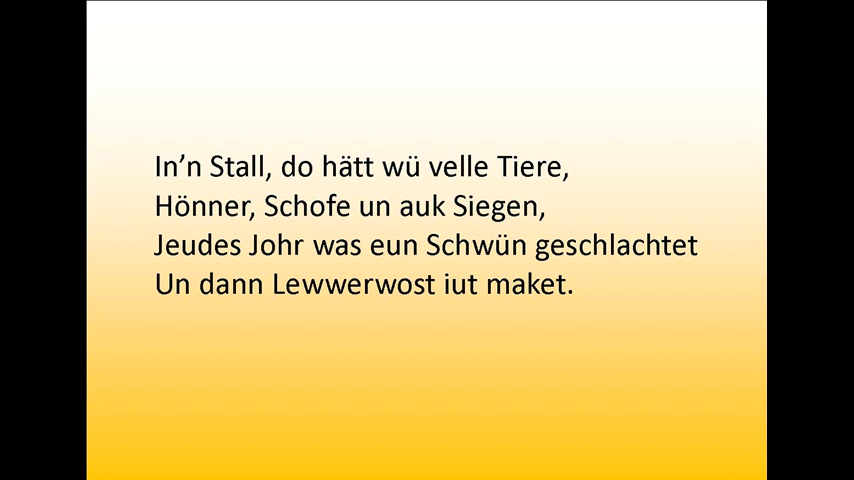 In’n Stall, do hätt wü velle Tiere,
Hönner, Schofe un auk Siegen,
Jeudes Johr was eun Schwün geschlachtet
Un dann Lewwerwost iut maket.